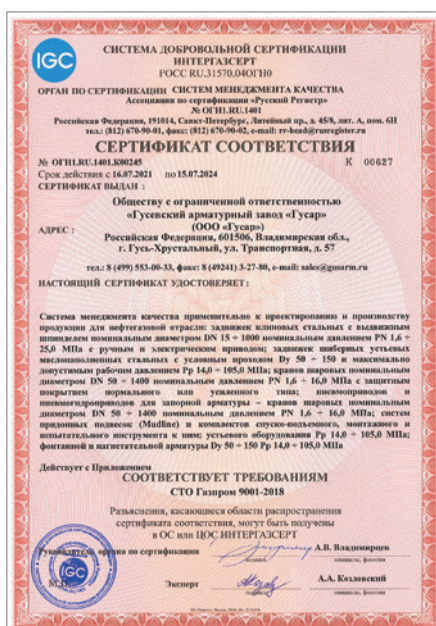 IGC
СИСТЕМА ДОБРОВОЛЬНОЙ СЕРТИФИКАЦИИ
ИНТЕРГАЗСЕРТ
РОСС RU.31570.04ОГН0
ОРГАН ПО СЕРТИФИКАЦИИ СИСТЕМ МЕНЕДЖМЕНТА КАЧЕСТВА
Ассоциация по сертификации «Русский Регистр»
№ ОГН1.RU.1401
Российская Федерация, 191014, Санкт-Петербург, Литейный пр., д. 45/8, лит. А, пом. 6Н
тел.: (812) 670-90-01, факс: (812) 670-90-02, e-mail: rr-head@rusregister.ru
СЕРТИФИКАТ СООТВЕТСТВИЯ
№ ОГН1.RU.1401.К00245 К 00627
Срок действия с 16.07.2021 по 15.07.2024
СЕРТИФИКАТ ВЫДАН :
Обществу с ограниченной ответственностью
«Гусевский арматурный завод «Гусар»
(ООО «Гусар»)
АДРЕС :
Российская Федерация, 601506, Владимирская обл.,
г. Гусь-Хрустальный, ул. Транспортная, д. 57
тел.: 8 (499) 553-00-33, факс: 8 (49241) 3-27-80, e-mail: sales@gusarm.ru
НАСТОЯЩИЙ СЕРТИФИКАТ УДОСТОВЕРЯЕТ :
Система менеджмента качества применительно к проектированию и производству
продукции для нефтегазовой отрасли: задвижек клиновых стальных с выдвижным
шпинделем номинальным диаметром DN 15 ÷ 1000 номинальным давлением PN 1,6 ÷
25,0 МПа с ручным и электрическим приводом; задвижек шиберных устьевых
маслонаполненных стальных с условным проходом Dy 50 ÷ 150 и максимально
допустимым рабочим давлением Рр 14,0 ÷ 105,0 МПа; кранов шаровых номинальным
диаметром DN 50 ÷ 1400 номинальным давлением PN 1,6 ÷ 16,0 МПа с защитным
покрытием нормального или усиленного типа; пневмоприводов и
пневмогидроприводов для запорной арматуры – кранов шаровых номинальным
диаметром DN 50 ÷ 1400 номинальным давлением PN 1,6 ÷ 16,0 МПа; систем
придонных подвесок (Mudline) и комплектов спуско-подъемного, монтажного и
испытательного инструмента к ним; устьевого оборудования Рр 14,0 ÷ 105,0 МПа;
фонтанной и нагнетательной арматуры Dy 50 ÷ 150 Рр 14,0 ÷ 105,0 МПа
Действует с Приложением
СООТВЕТСТВУЕТ ТРЕБОВАНИЯМ
СТО Газпром 9001-2018
Разъяснения, касающиеся области распространения
сертификата соответствия, могут быть получены
в ОС или ЦОС ИНТЕРГАЗСЕРТ
Руководитель органа по сертификации А.В. Владимирцев
подпись инициалы, фамилия
М.П.
IGC
Эксперт А.А. Козловский
подпись инициалы, фамилия